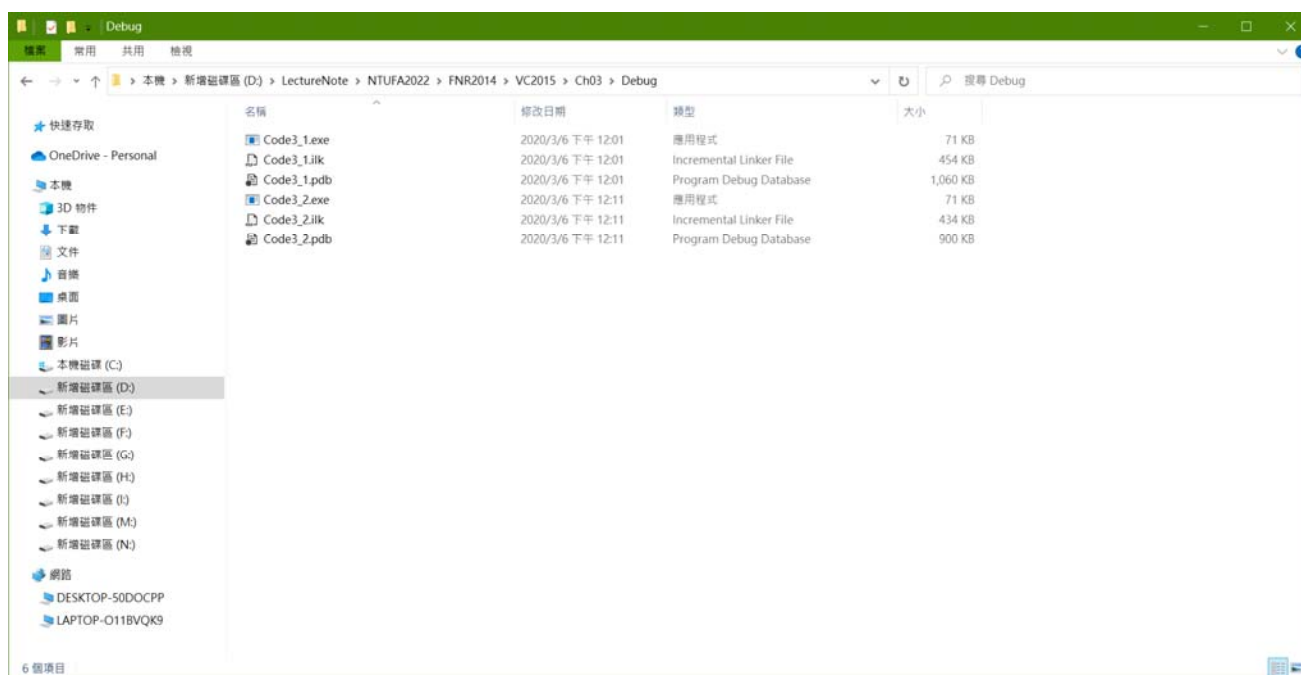 Debug
檔案 常用 共用 檢視
本機 > 新增磁碟區 (D:) > LectureNote > NTUFA2022 > FNR2014 > VC2015 > Ch03 > Debug 搜尋 Debug
名稱 修改日期 類型 大小
快速存取
OneDrive - Personal
本機
3D 物件
下載
文件
音樂
桌面
圖片
影片
本機磁碟 (C:)
新增磁碟區 (D:)
新增磁碟區 (E:)
新增磁碟區 (F:)
新增磁碟區 (G:)
新增磁碟區 (H:)
新增磁碟區 (I:)
新增磁碟區 (M:)
新增磁碟區 (N:)
網路
DESKTOP-50DOCPP
LAPTOP-O11BVQK9
Code3_1.exe 2020/3/6 下午 12:01 應用程式 71 KB
Code3_1.ilk 2020/3/6 下午 12:01 Incremental Linker File 454 KB
Code3_1.pdb 2020/3/6 下午 12:01 Program Debug Database 1,060 KB
Code3_2.exe 2020/3/6 下午 12:11 應用程式 71 KB
Code3_2.ilk 2020/3/6 下午 12:11 Incremental Linker File 434 KB
Code3_2.pdb 2020/3/6 下午 12:11 Program Debug Database 900 KB
6 個項目